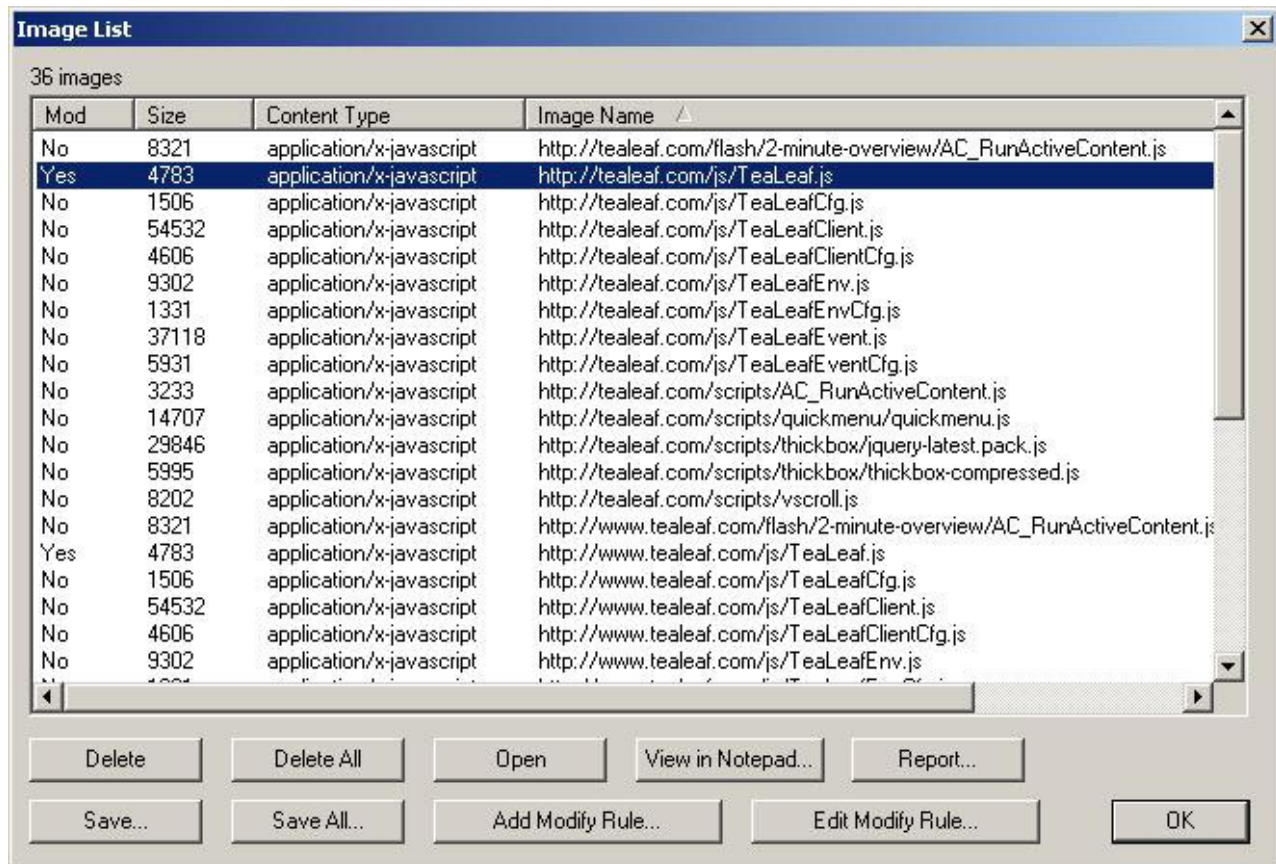 Image List
36 images
Mod Size Content Type Image Name
No 8321 application/x-javascript http://tealeaf.com/flash/2-minute-overview/AC_RunActiveContent.js
Yes 4783 application/x-javascript http://tealeaf.com/js/TeaLeaf.js
No 1506 application/x-javascript http://tealeaf.com/js/TeaLeafCfg.js
No 54532 application/x-javascript http://tealeaf.com/js/TeaLeafClient.js
No 4606 application/x-javascript http://tealeaf.com/js/TeaLeafClientCfg.js
No 9302 application/x-javascript http://tealeaf.com/js/TeaLeafEnv.js
No 1331 application/x-javascript http://tealeaf.com/js/TeaLeafEnvCfg.js
No 37118 application/x-javascript http://tealeaf.com/js/TeaLeafEvent.js
No 5931 application/x-javascript http://tealeaf.com/js/TeaLeafEventCfg.js
No 3233 application/x-javascript http://tealeaf.com/scripts/AC_RunActiveContent.js
No 14707 application/x-javascript http://tealeaf.com/scripts/quickmenu/quickmenu.js
No 29846 application/x-javascript http://tealeaf.com/scripts/thickbox/jquery-latest.pack.js
No 5995 application/x-javascript http://tealeaf.com/scripts/thickbox/thickbox-compressed.js
No 8202 application/x-javascript http://tealeaf.com/scripts/vscroll.js
No 8321 application/x-javascript http://www.tealeaf.com/flash/2-minute-overview/AC_RunActiveContent.js
Yes 4783 application/x-javascript http://www.tealeaf.com/js/TeaLeaf.js
No 1506 application/x-javascript http://www.tealeaf.com/js/TeaLeafCfg.js
No 54532 application/x-javascript http://www.tealeaf.com/js/TeaLeafClient.js
No 4606 application/x-javascript http://www.tealeaf.com/js/TeaLeafClientCfg.js
No 9302 application/x-javascript http://www.tealeaf.com/js/TeaLeafEnv.js
Delete Delete All Open View in Notepad... Report...
Save... Save All... Add Modify Rule... Edit Modify Rule... OK